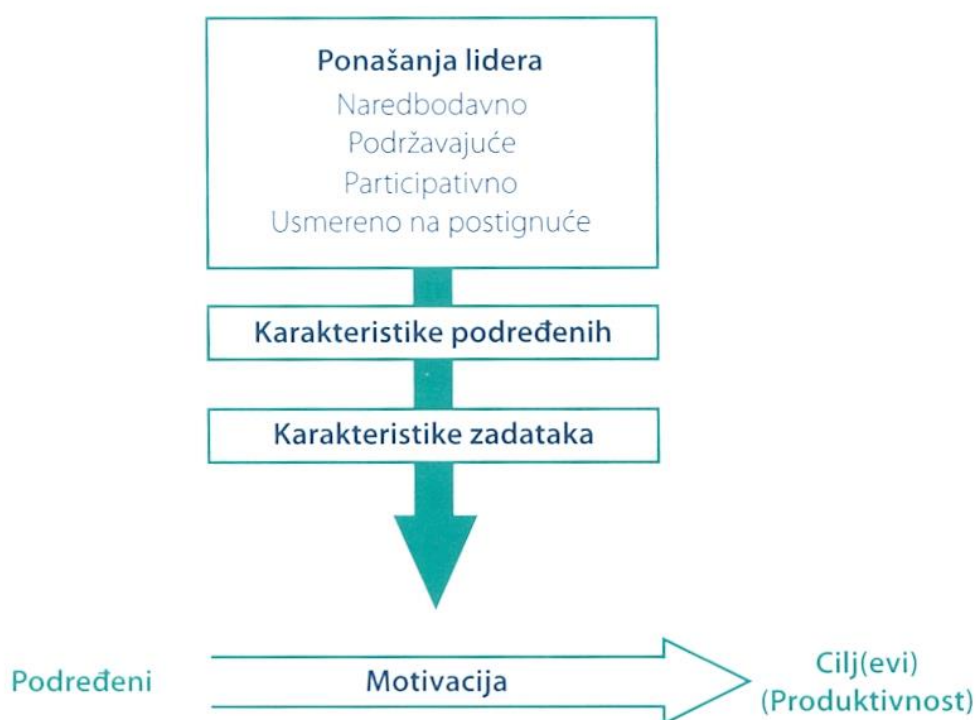 Ponašanja lidera
Naredbodavno
Podržavajuće
Participativno
Usmereno na postignuće
Karakteristike podređenih
Karakteristike zadataka
Podređeni
Motivacija
Cilj(evi)
(Produktivnost)